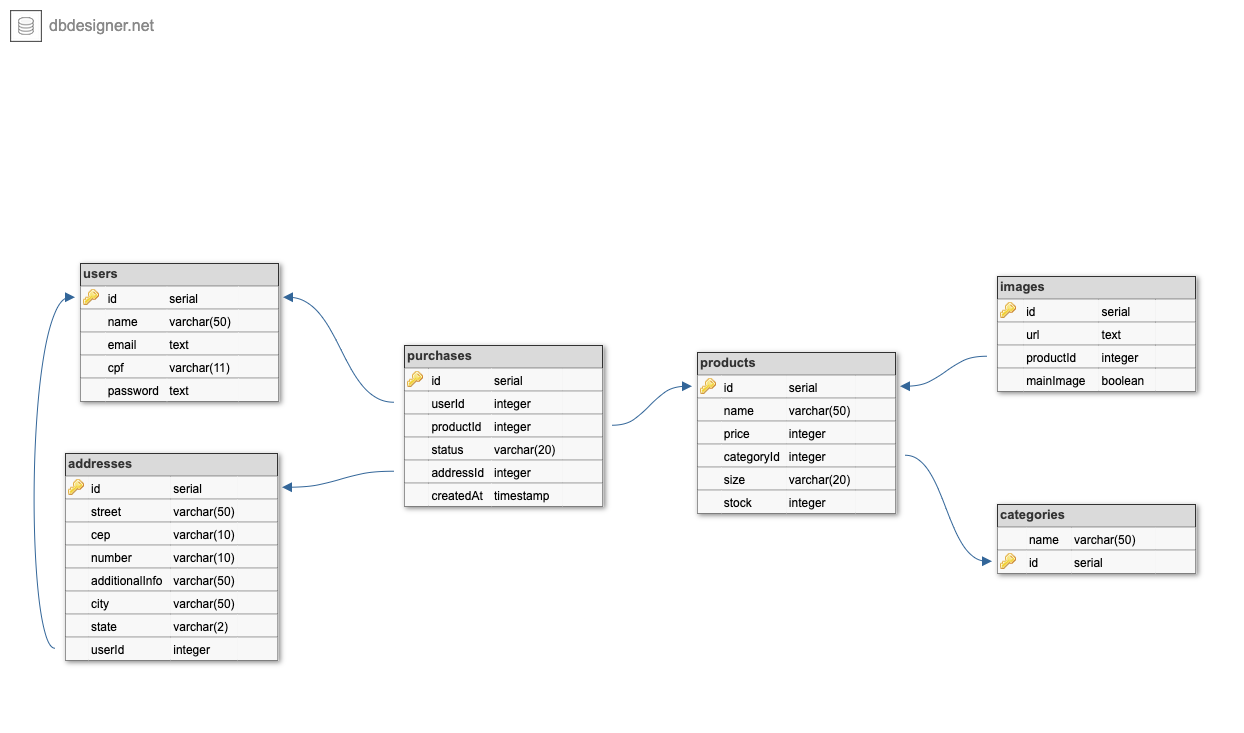 dbdesigner.net
users
id serial
name varchar(50)
email text
cpf varchar(11)
password text
addresses
id serial
street varchar(50)
cep varchar(10)
number varchar(10)
additionalInfo varchar(50)
city varchar(50)
state varchar(2)
userId integer
purchases
id serial
userId integer
productId integer
status varchar(20)
addressId integer
createdAt timestamp
products
id serial
name varchar(50)
price integer
categoryId integer
size varchar(20)
stock integer
images
id serial
url text
productId integer
mainImage boolean
categories
name varchar(50)
id serial